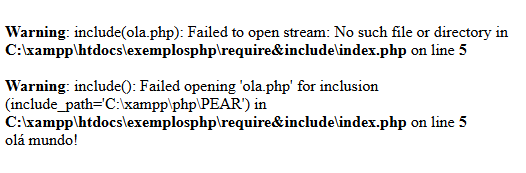 Warning: include(ola.php): Failed to open stream: No such file or directory in
C:\xampp\htdocs\exemplosphp\require&include\index.php on line 5
Warning: include(): Failed opening 'ola.php' for inclusion
(include_path='C:\xampp\php\PEAR') in
C:\xampp\htdocs\exemplosphp\require&include\index.php on line 5
olá mundo!